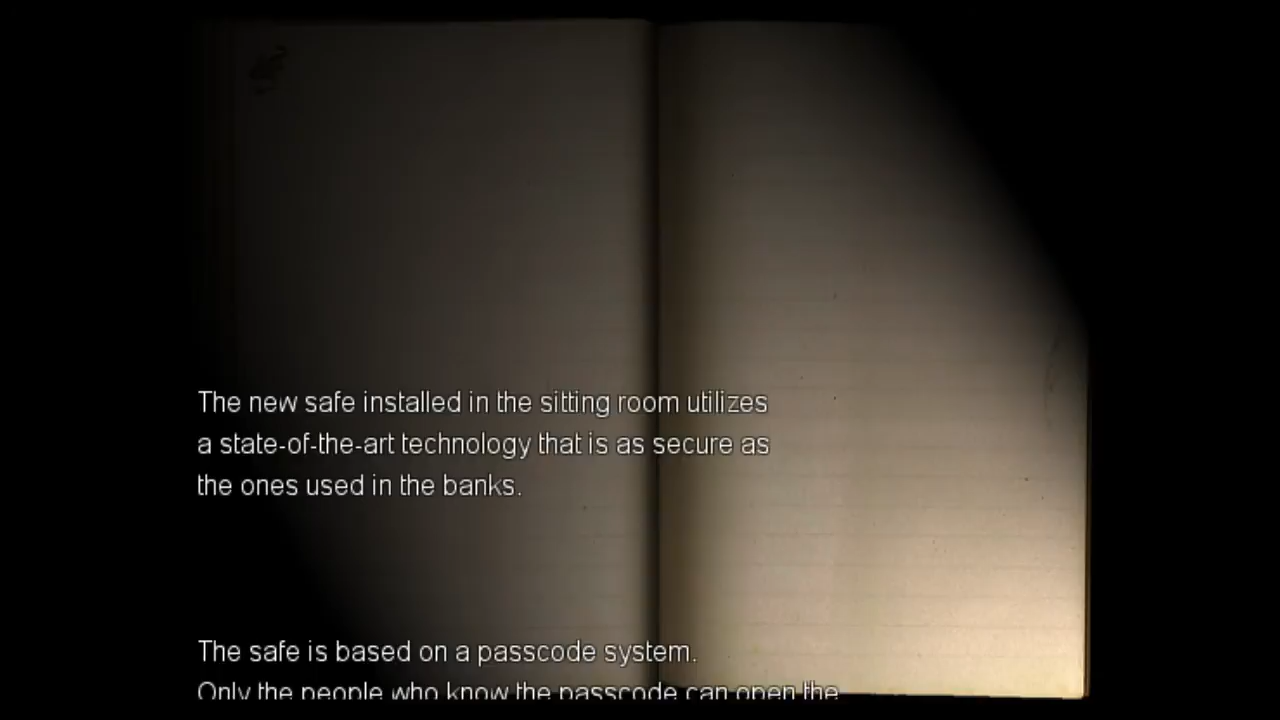 The new safe installed in the sitting room utilizes
a state-of-the-art technology that is as secure as
the ones used in the banks.
The safe is based on a passcode system.
Only the people who know the passcode can open the